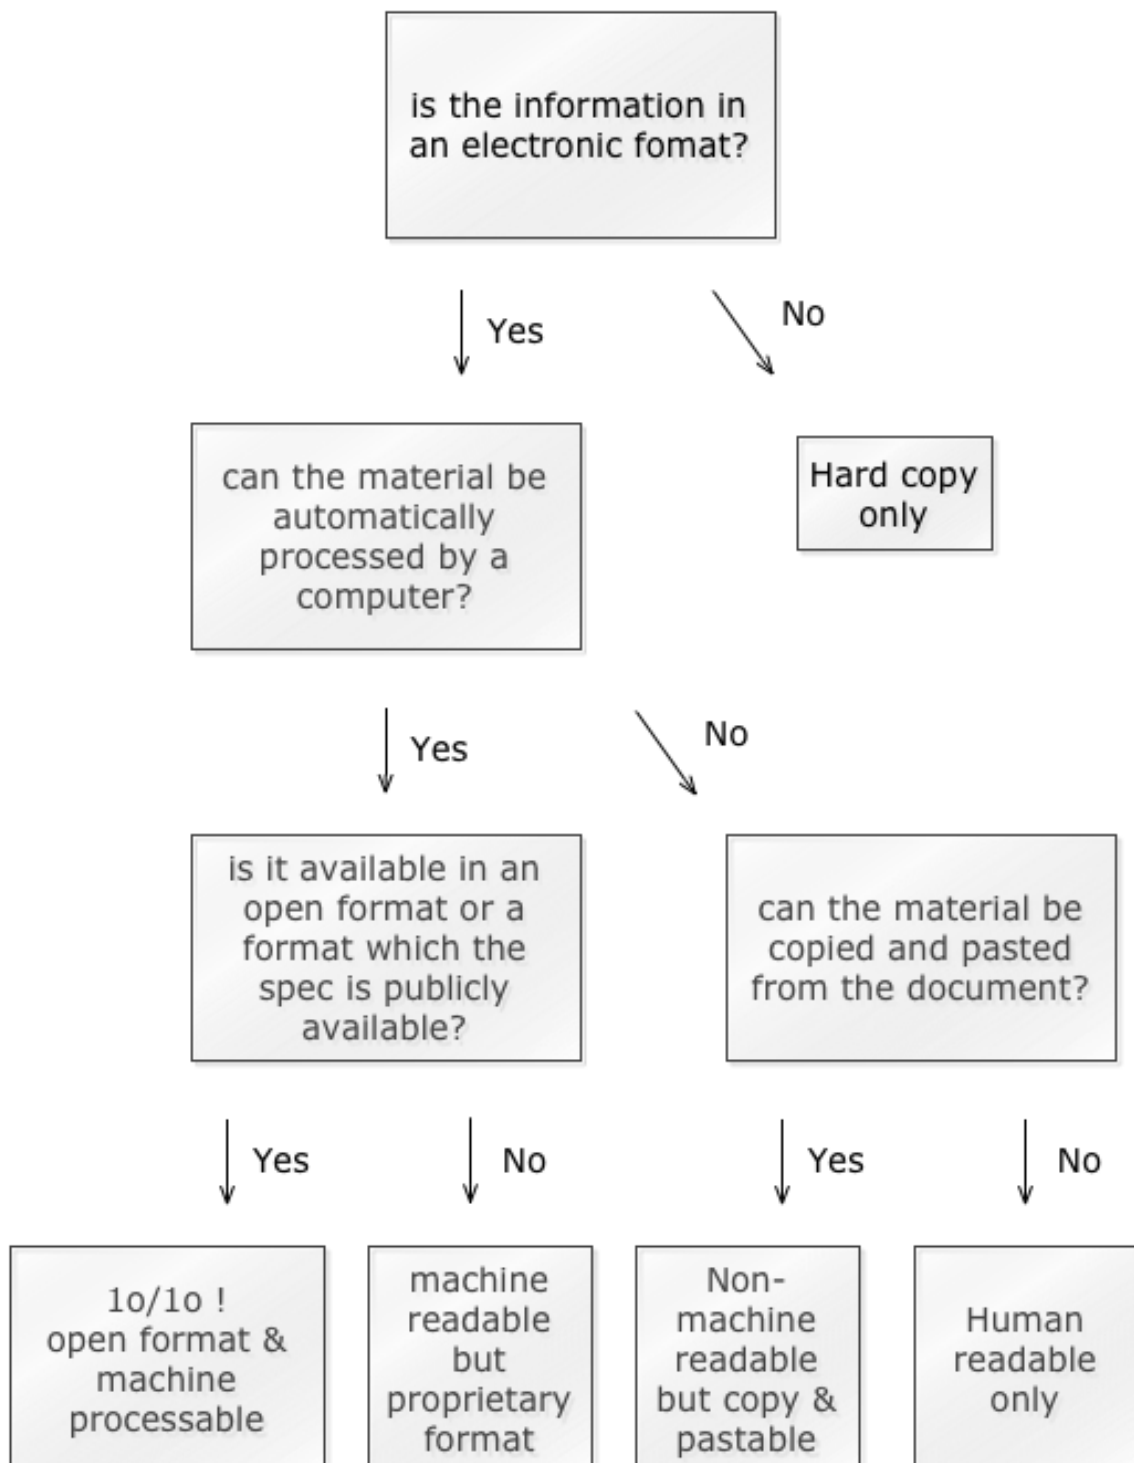 is the information in
an electronic fomat?
Yes
No
can the material be
automatically
processed by a
computer?
Hard copy
only
Yes
No
is it available in an
open format or a
format which the
spec is publicly
available?
can the material be
copied and pasted
from the document?
Yes
No
Yes
No
1o/1o !
open format &
machine
processable
machine
readable
but
proprietary
format
Non-
machine
readable
but copy &
pastable
Human
readable
only